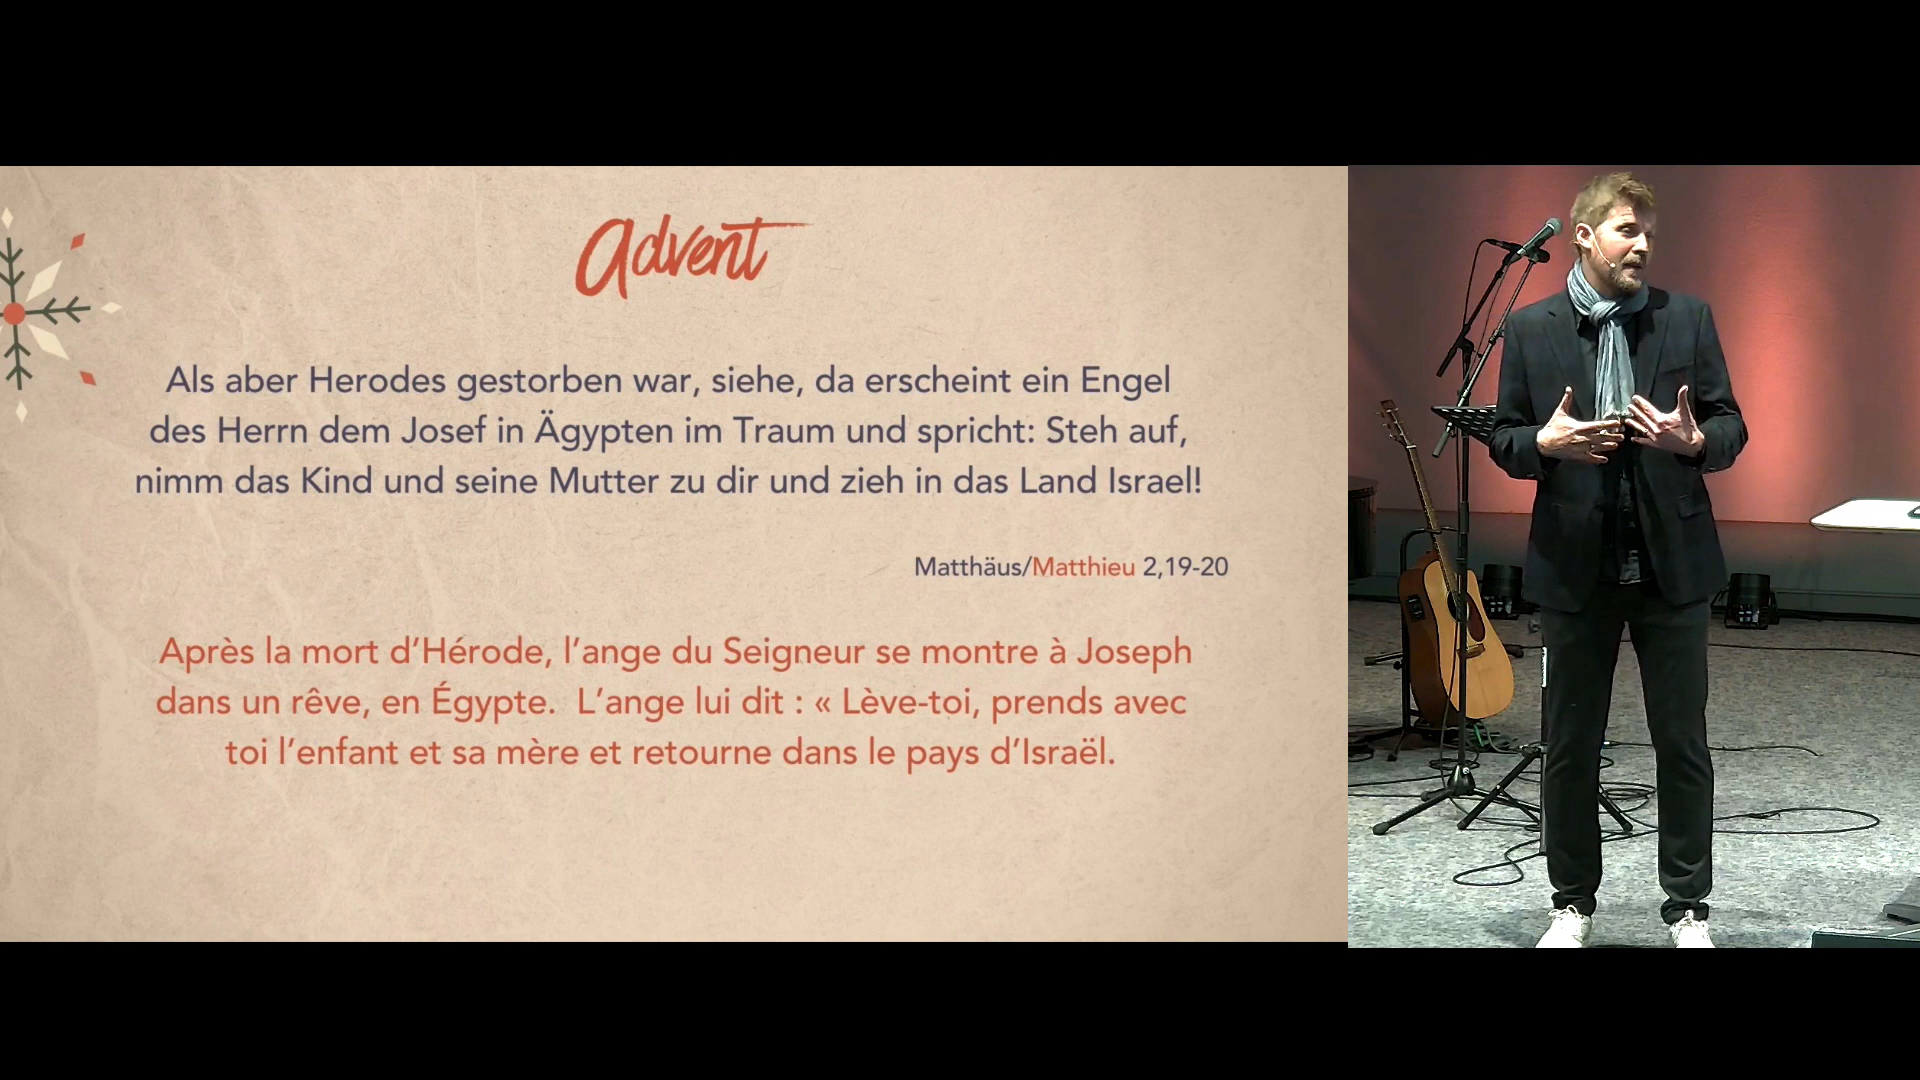 advent
Als aber Herodes gestorben war, siehe, da erscheint ein Engel
des Herrn dem Josef in Ägypten im Traum und spricht: Steh auf,
nimm das Kind und seine Mutter zu dir und zieh in das Land Israel!
Matthäus/Matthieu 2,19-20
Après la mort d’Hérode, l’ange du Seigneur se montre à Joseph
dans un rêve, en Égypte.  L’ange lui dit : « Lève-toi, prends avec
toi l’enfant et sa mère et retourne dans le pays d’Israël.